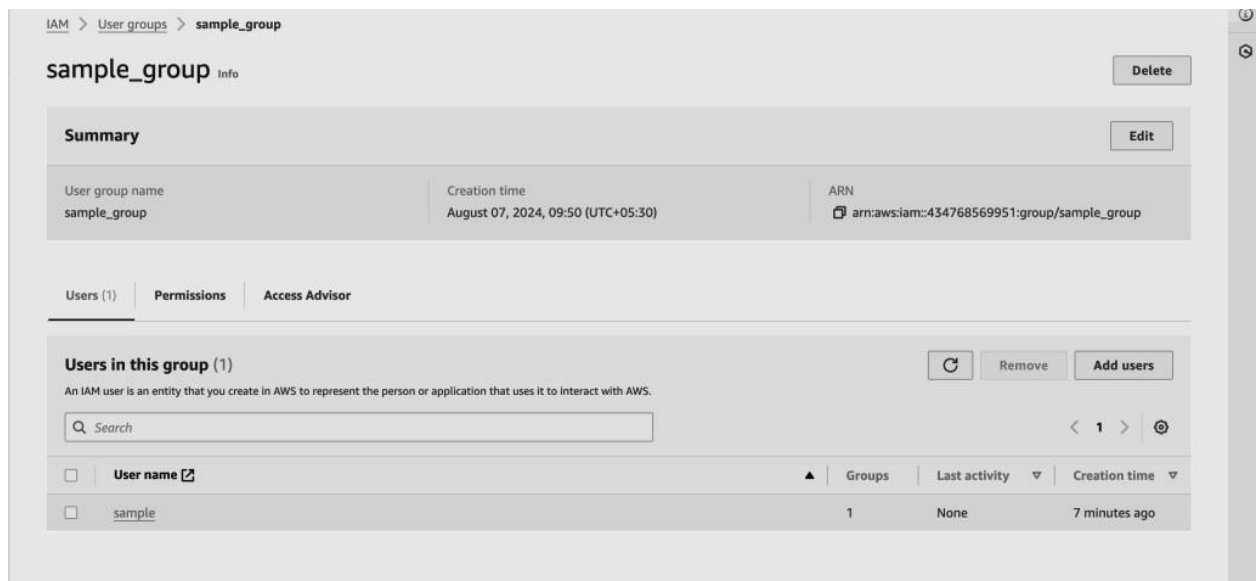 IAM > User groups > sample_group
sample_group Info
Delete
Summary
Edit
User group name
sample_group
Creation time
August 07, 2024, 09:50 (UTC+05:30)
ARN
arn:aws:iam::434768569951:group/sample_group
Users (1) Permissions Access Advisor
Users in this group (1)
Remove Add users
An IAM user is an entity that you create in AWS to represent the person or application that uses it to interact with AWS.
Search
< 1 >
User name Groups Last activity Creation time
sample 1 None 7 minutes ago